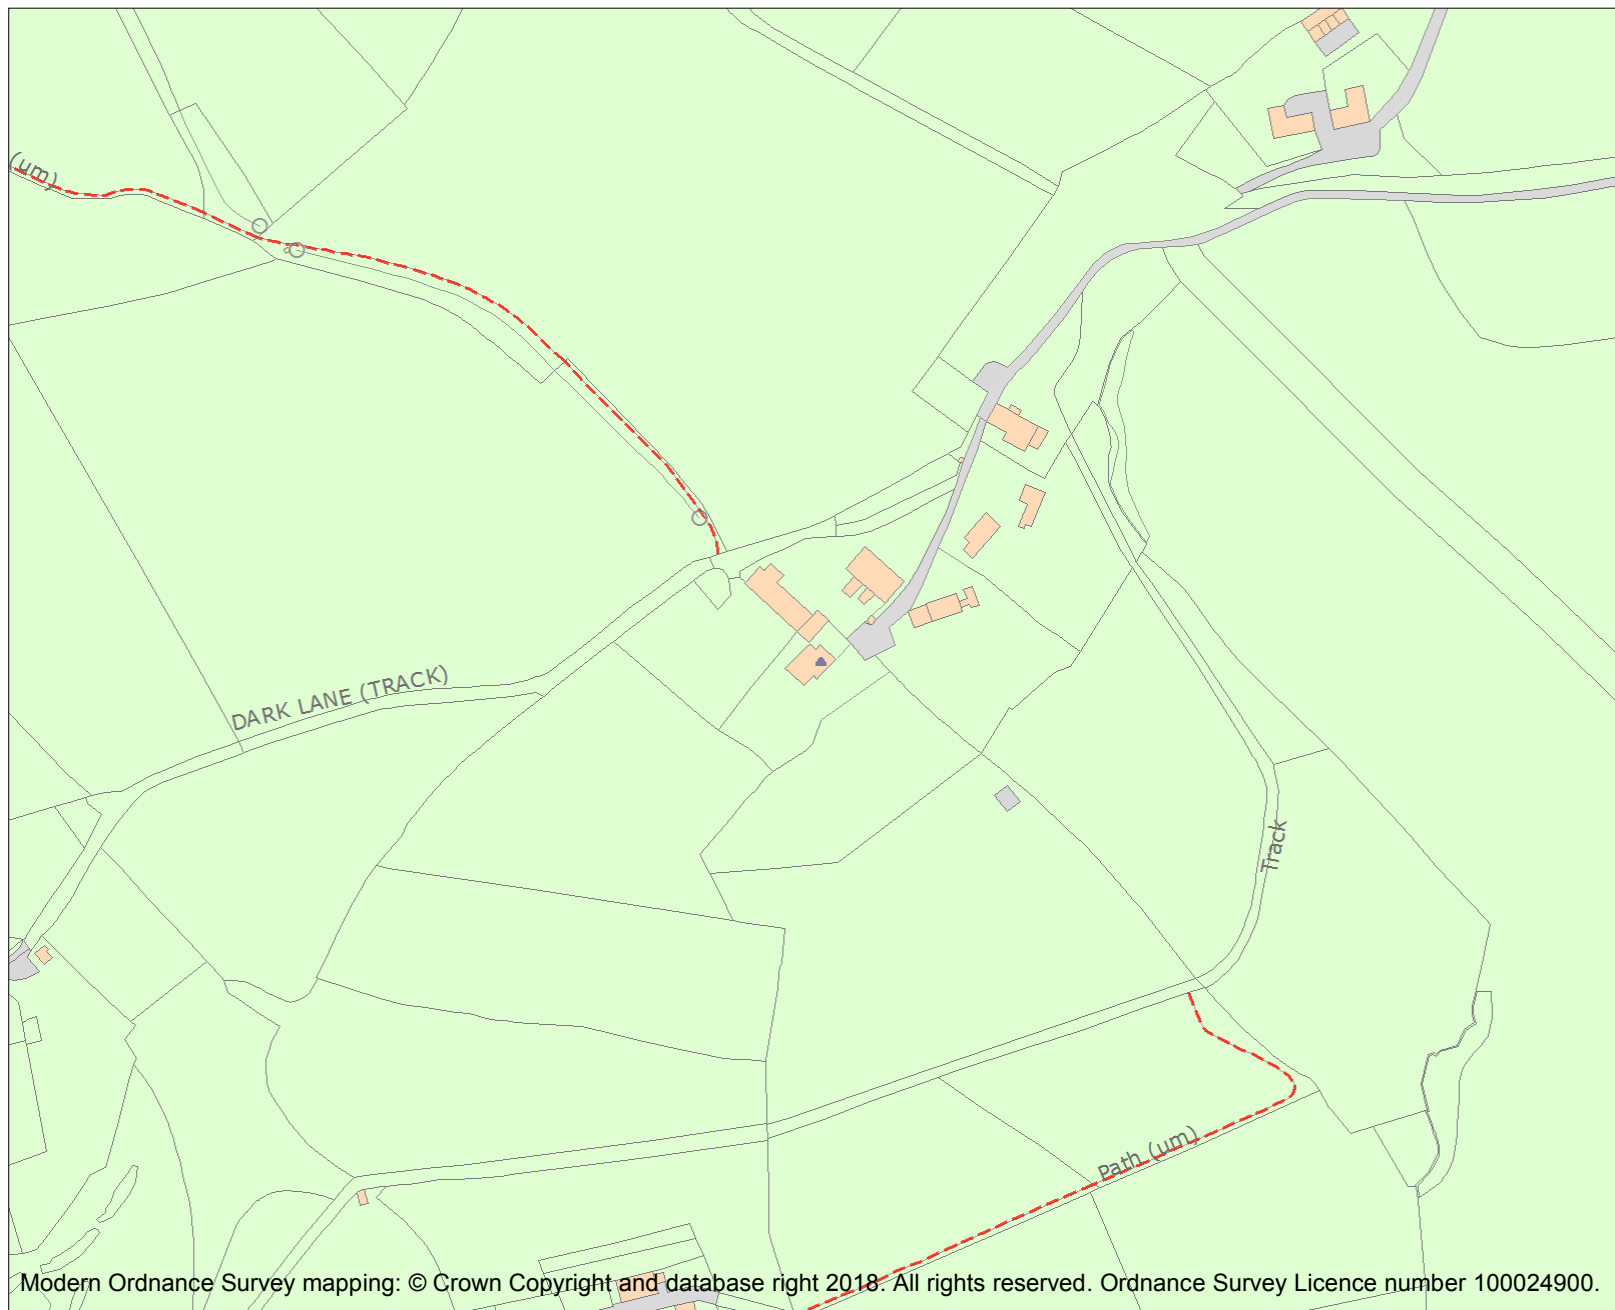 (um)
DARK LANE (TRACK)
Track
Path (um)
Modern Ordnance Survey mapping: © Crown Copyright and database right 2018. All rights reserved. Ordnance Survey Licence number 100024900.